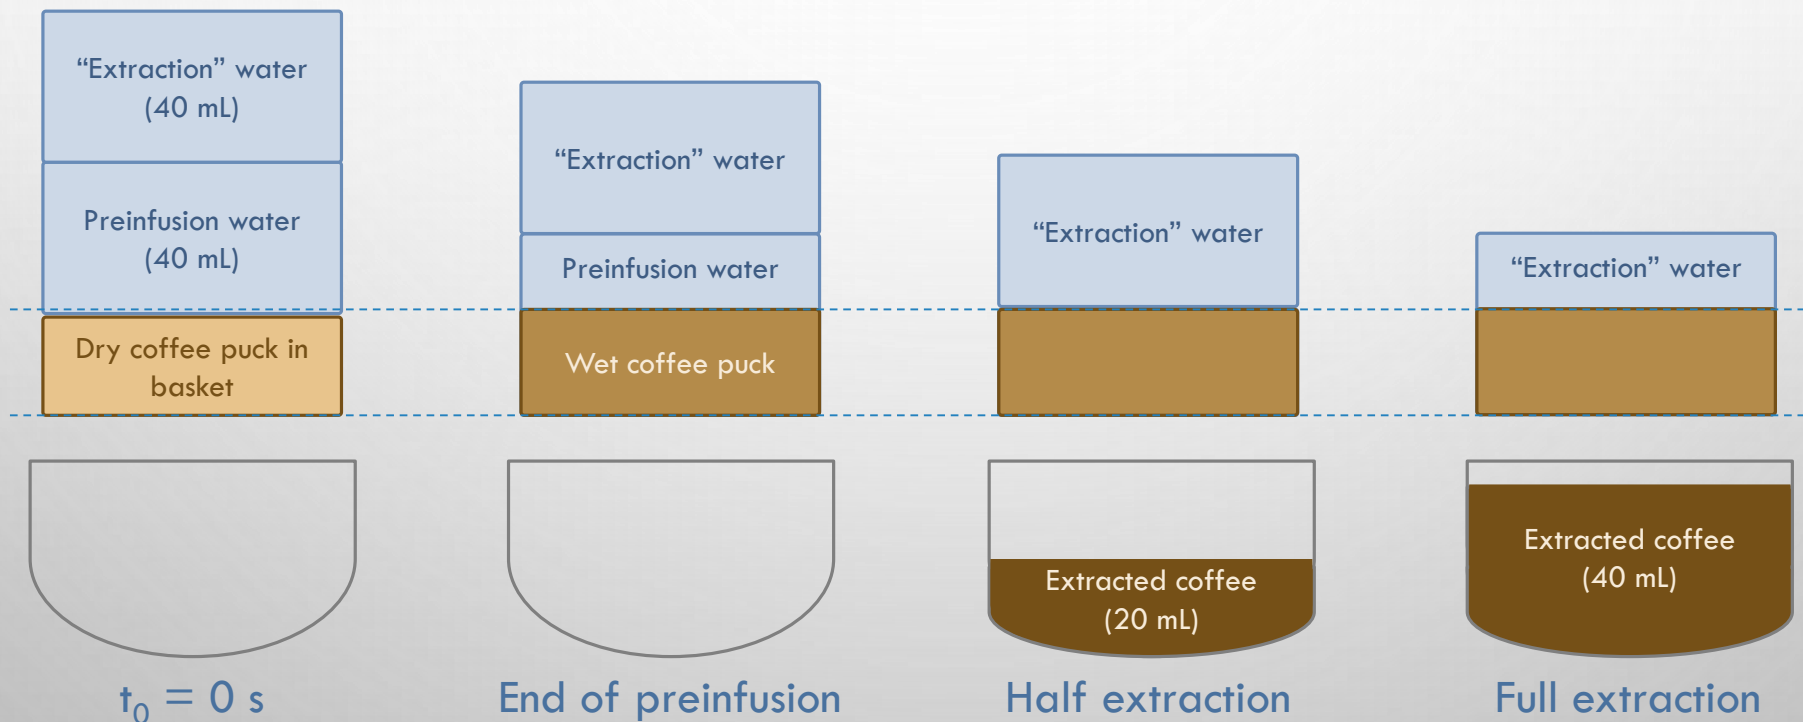 “Extraction” water
(40 mL)
Preinfusion water
(40 mL)
Dry coffee puck in
basket
t₀ = 0 s
“Extraction” water
Preinfusion water
Wet coffee puck
End of preinfusion
“Extraction” water
Extracted coffee
(20 mL)
Half extraction
“Extraction” water
Extracted coffee
(40 mL)
Full extraction